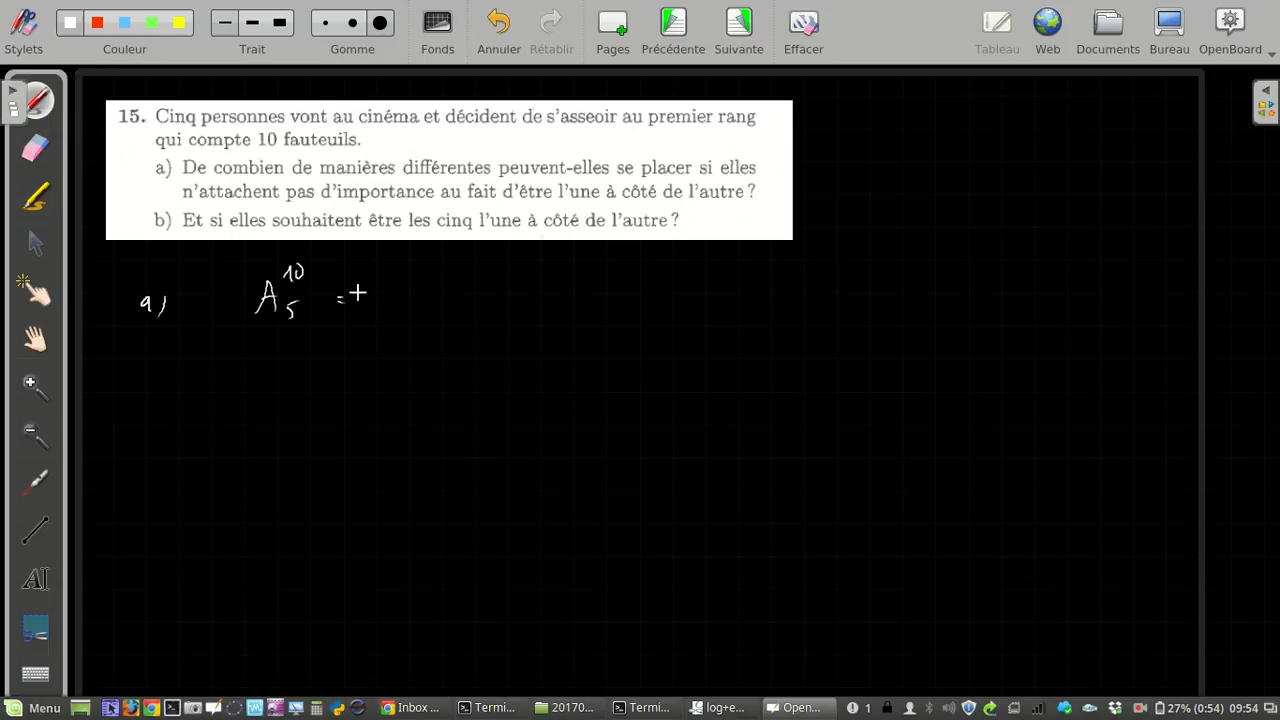 Stylets Couleur Trait Gomme Fonds Annuler Rétablir Pages Précédente Suivante Effacer Tableau Web Documents Bureau OpenBoard
15. Cinq personnes vont au cinéma et décident de s'asseoir au premier rang
qui compte 10 fauteuils.
a) De combien de manières différentes peuvent-elles se placer si elles
n'attachent pas d'importance au fait d'être l'une à côté de l'autre ?
b) Et si elles souhaitent être les cinq l'une à côté de l'autre ?
a) A 10 5 =
AI
Menu Inbox ... Termi... 20170... Termi... log+e... Open... 1 27% (0:54) 09:54